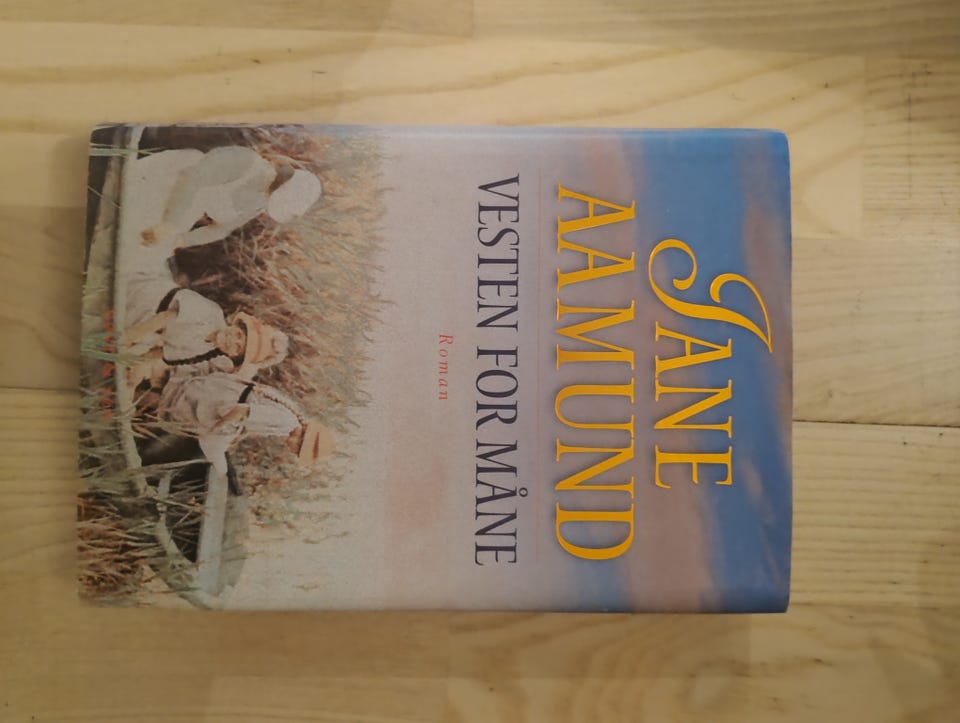 JANE
AAMUND
VESTEN FOR MÅNE
Roman